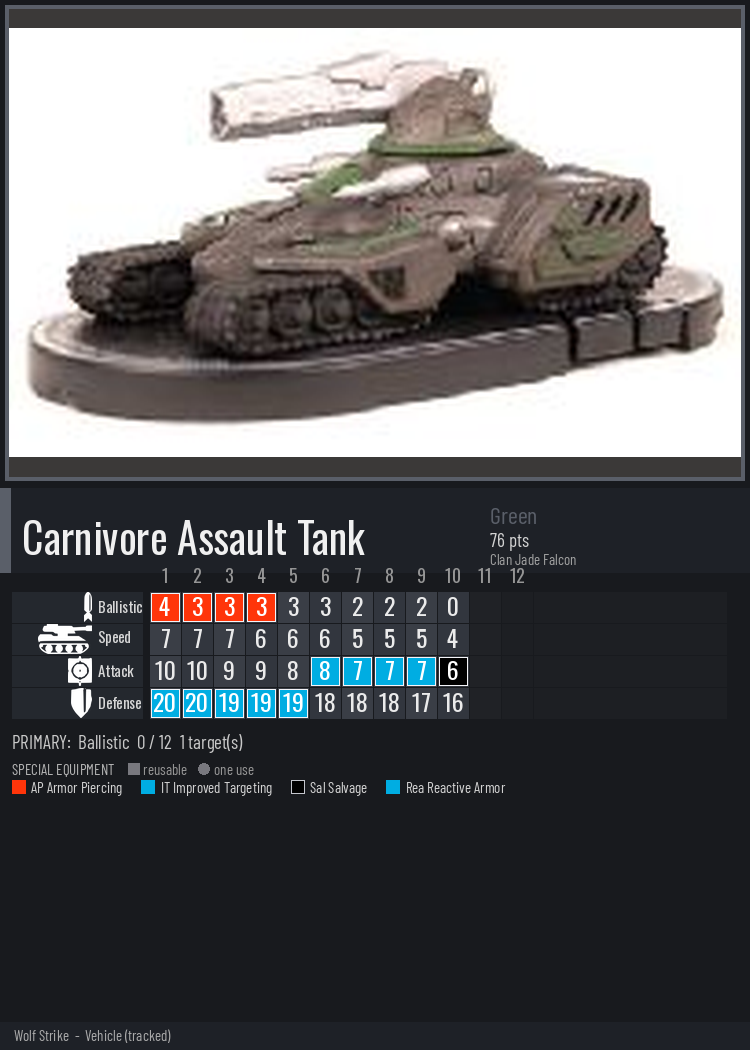 Carnivore Assault Tank
Green
76 pts
Clan Jade Falcon
1 2 3 4 5 6 7 8 9 10 11 12
Ballistic 4 3 3 3 3 3 2 2 2 0
Speed 7 7 7 6 6 6 5 5 5 4
Attack 10 10 9 9 8 8 7 7 7 6
Defense 20 20 19 19 19 18 18 18 17 16
PRIMARY: Ballistic 0 / 12 1 target(s)
SPECIAL EQUIPMENT reusable one use
AP Armor Piercing IT Improved Targeting Sal Salvage Rea Reactive Armor
Wolf Strike - Vehicle (tracked)